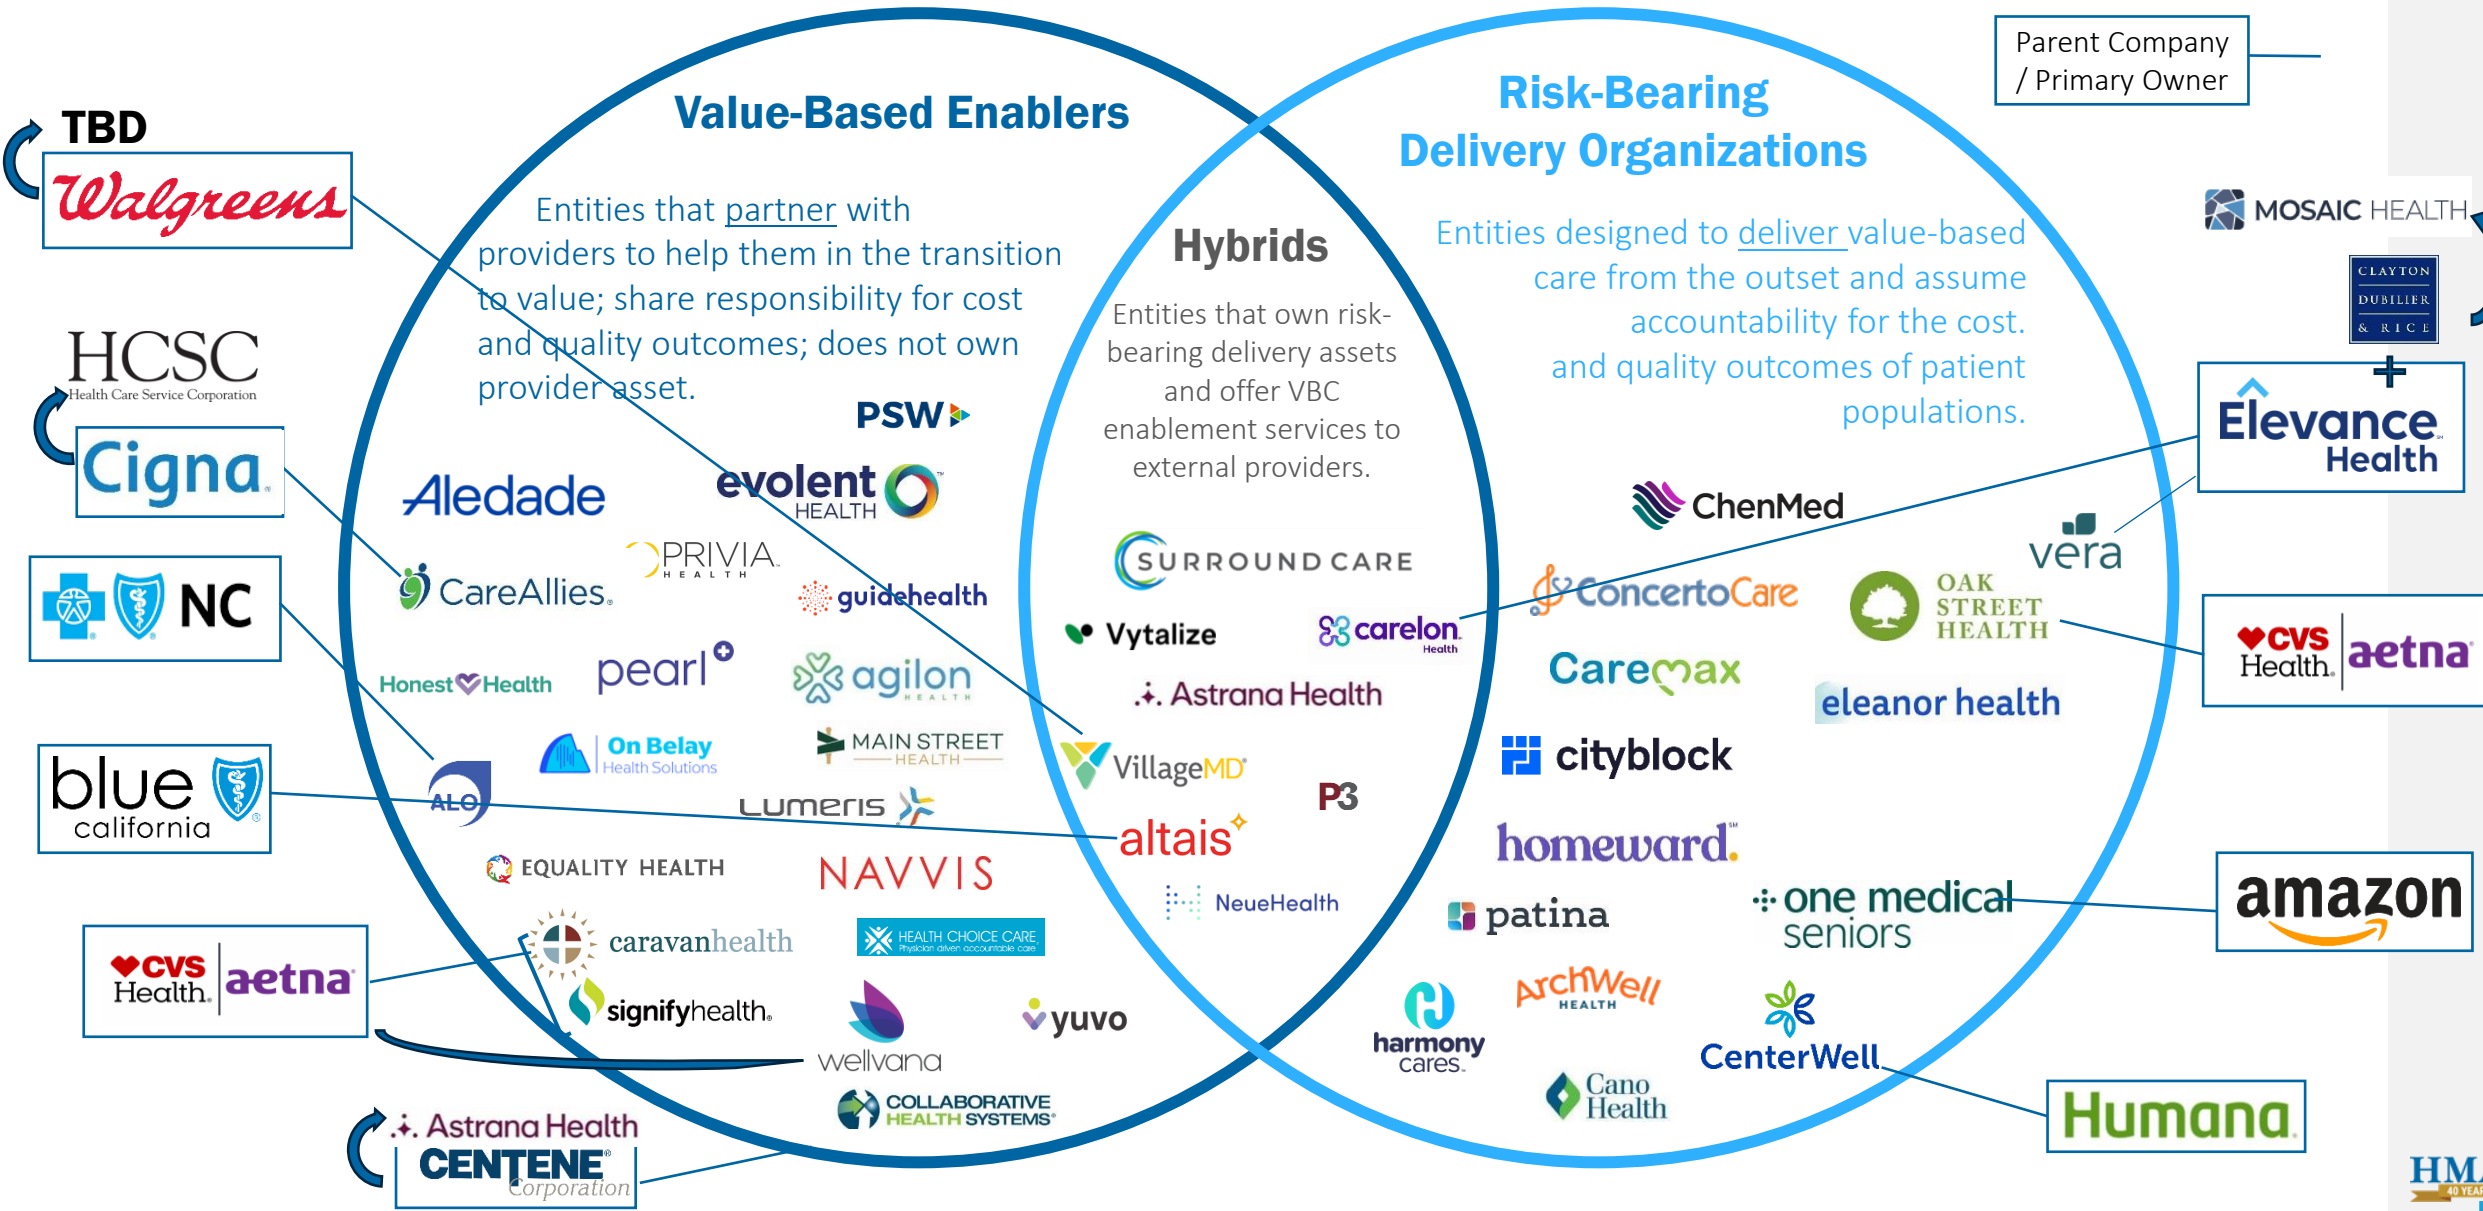 Parent Company
/ Primary Owner
Value-Based Enablers
Entities that partner with
providers to help them in the transition
to value; share responsibility for cost
and quality outcomes; does not own
provider asset.
Hybrids
Entities that own risk-
bearing delivery assets
and offer VBC
enablement services to
external providers.
Risk-Bearing
Delivery Organizations
Entities designed to deliver value-based
care from the outset and assume
accountability for the cost.
and quality outcomes of patient
populations.
TBD
Walgreens
HCSC
Health Care Service Corporation
Cigna
NC
blue
california
CVS
Health
aetna
Astrana Health
CENTENE
Corporation
PSW
Aledade
evolent
HEALTH
PRIVIA
HEALTH
CareAllies
guidehealth
Honest Health
pearl
agilon
HEALTH
On Belay
Health Solutions
MAIN STREET
HEALTH
ALO
LUMERIS
EQUALITY HEALTH
NAVVIS
caravanhealth
HEALTH CHOICE CARE
Physician driven accountable care
signifyhealth
wellvana
yuvo
COLLABORATIVE
HEALTH SYSTEMS
SURROUND CARE
Vytalize
carelon
Health
Astrana Health
VillageMD
P3
altais
NeueHealth
ChenMed
vera
ConcertoCare
OAK
STREET
HEALTH
Caremax
eleanor health
cityblock
homeward.
patina
one medical
seniors
ArchWell
HEALTH
harmony
cares
CenterWell
Cano
Health
MOSAIC HEALTH
CLAYTON
DUBILIER
& RICE
+
Elevance
Health
CVS
Health
aetna
amazon
Humana
HMA
40 YEAR